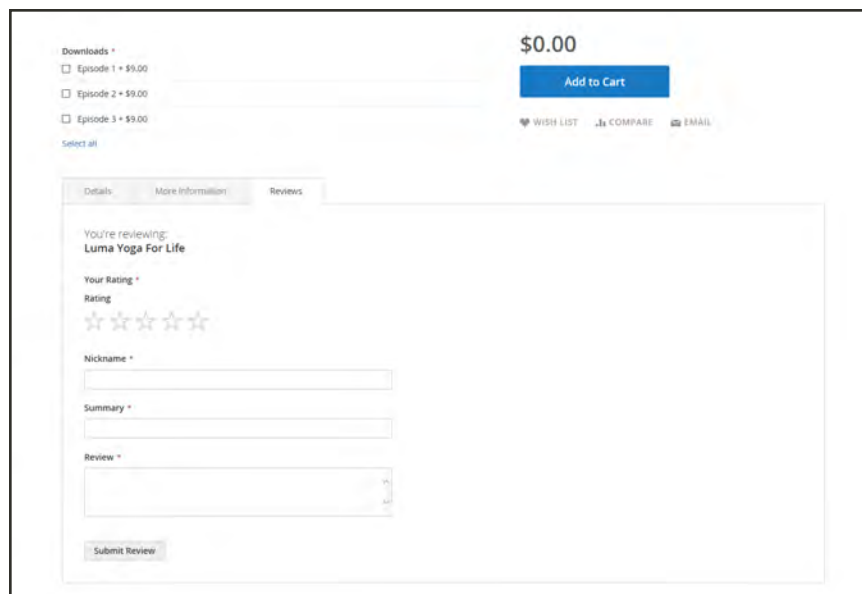 $0.00
Downloads *
Episode 1 + $9.00
Episode 2 + $9.00
Episode 3 + $9.00
Select all
Add to Cart
WISH LIST COMPARE EMAIL
Details More Information Reviews
You're reviewing:
Luma Yoga For Life
Your Rating *
Rating
Nickname *
Summary *
Review *
Submit Review